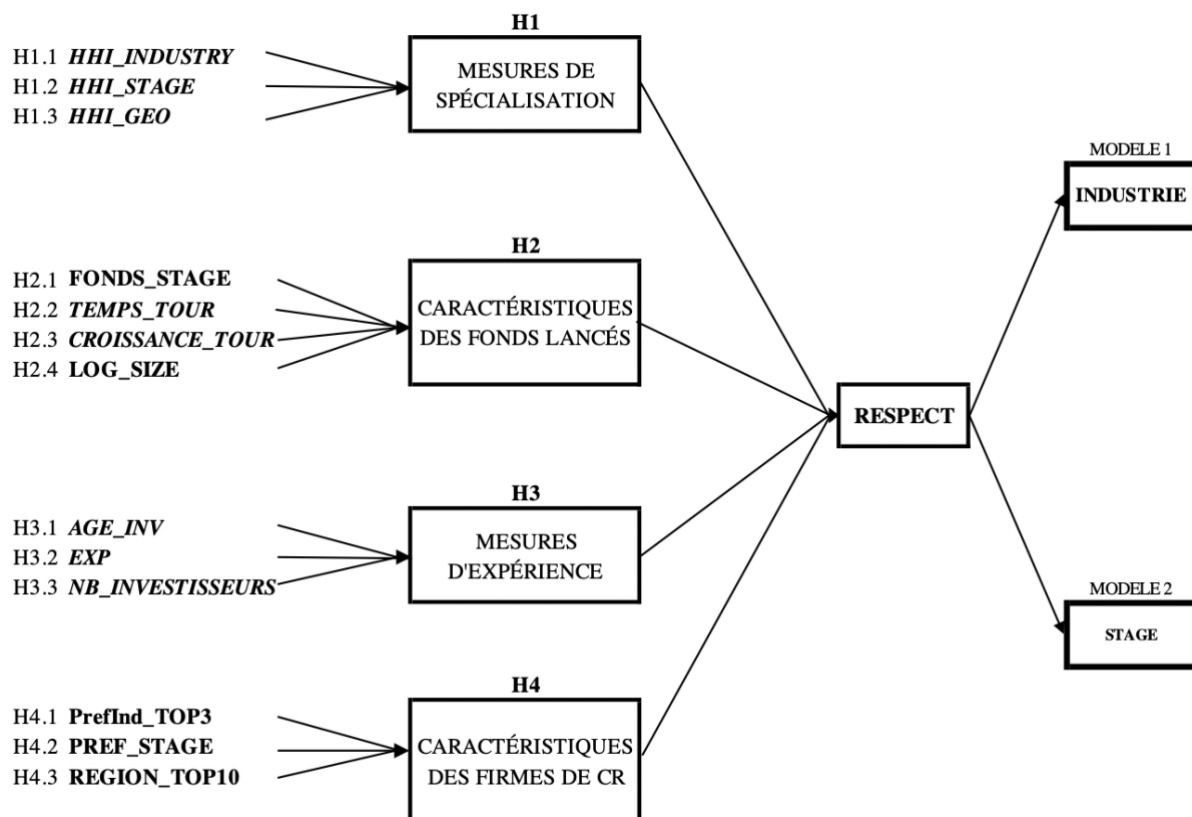 H1
H1.1 HHI_INDUSTRY
H1.2 HHI_STAGE
H1.3 HHI_GEO
MESURES DE
SPÉCIALISATION
H2
H2.1 FONDS_STAGE
H2.2 TEMPS_TOUR
H2.3 CROISSANCE_TOUR
H2.4 LOG_SIZE
CARACTÉRISTIQUES
DES FONDS LANCÉS
H3
H3.1 AGE_INV
H3.2 EXP
H3.3 NB_INVESTISSEURS
MESURES
D'EXPÉRIENCE
H4
H4.1 PrefInd_TOP3
H4.2 PREF_STAGE
H4.3 REGION_TOP10
CARACTÉRISTIQUES
DES FIRMES DE CR
RESPECT
MODELE 1
INDUSTRIE
MODELE 2
STAGE